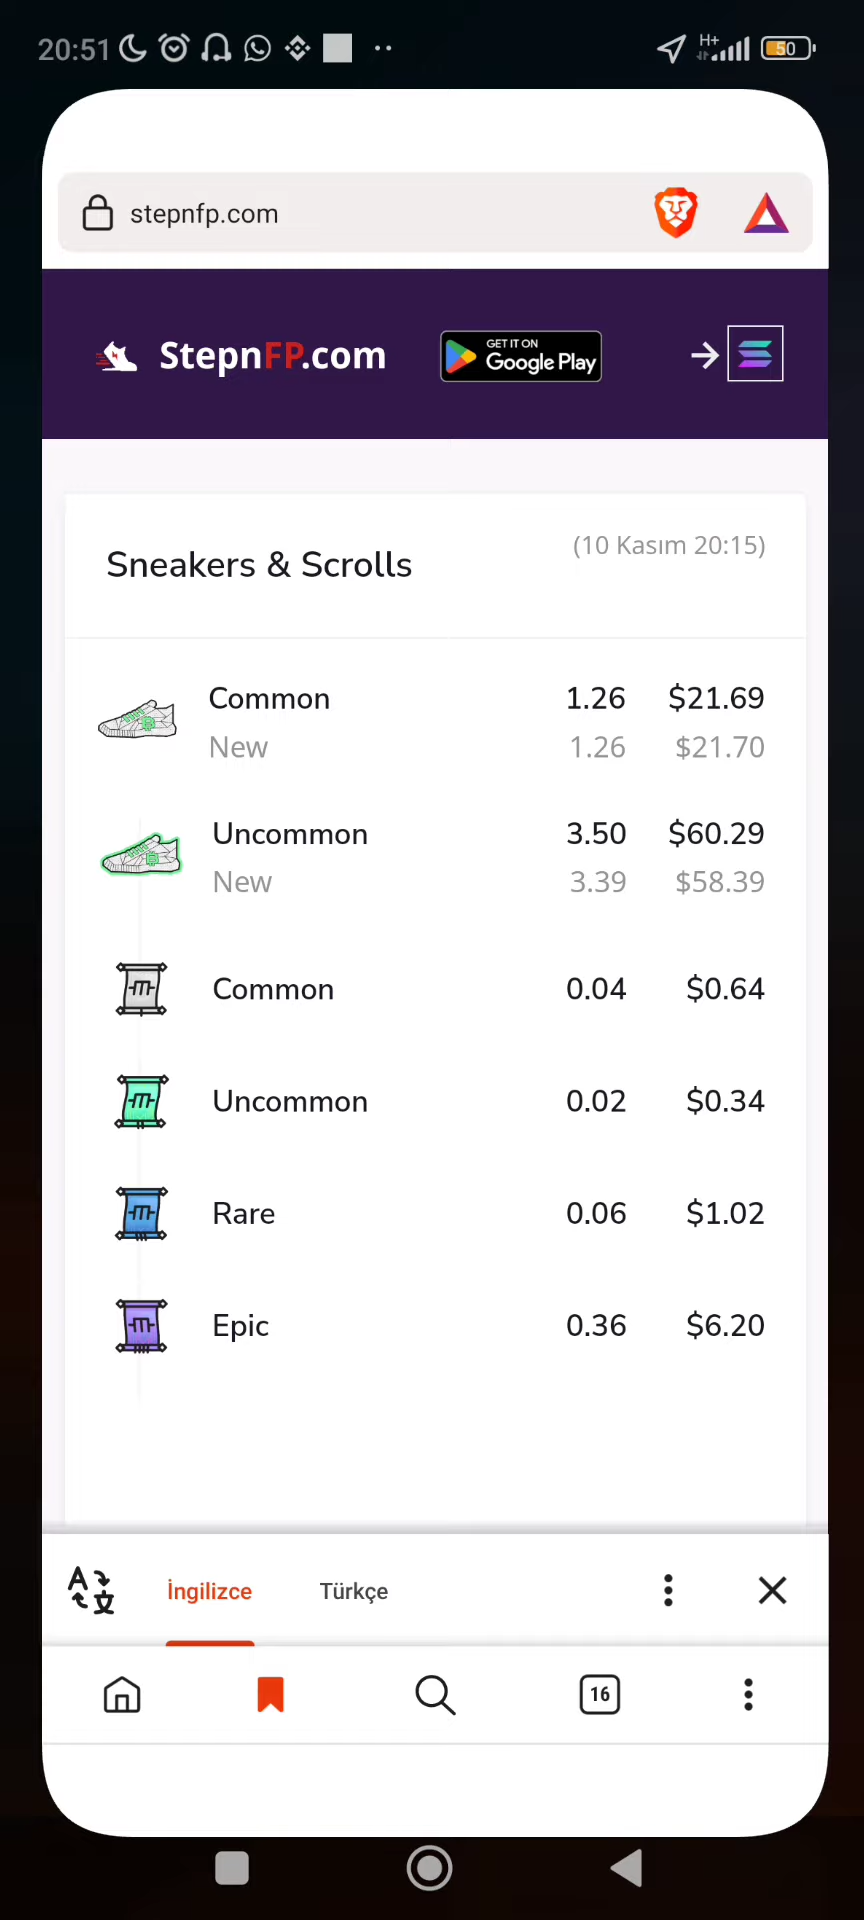 20:51
H+
50
stepnfp.com
StepnFP.com
GET IT ON
Google Play
Sneakers & Scrolls
(10 Kasım 20:15)
Common 1.26 $21.69
New 1.26 $21.70
Uncommon 3.50 $60.29
New 3.39 $58.39
Common 0.04 $0.64
Uncommon 0.02 $0.34
Rare 0.06 $1.02
Epic 0.36 $6.20
İngilizce Türkçe
16